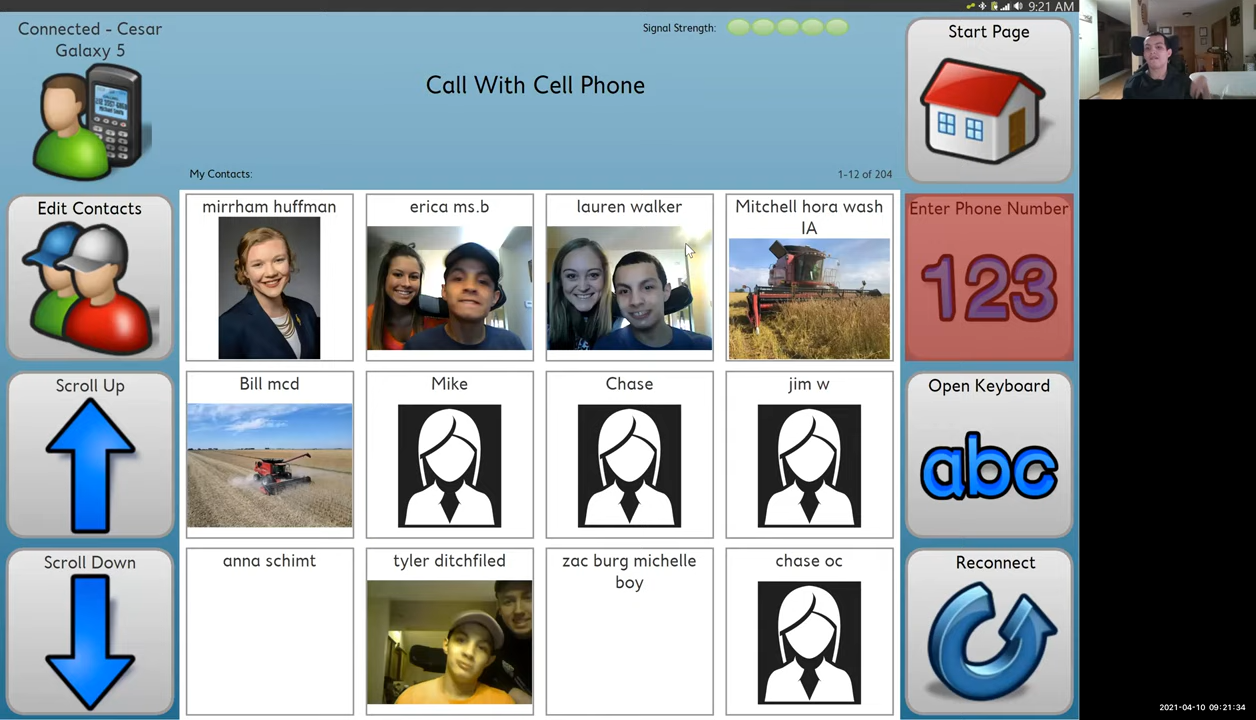 9:21 AM
Connected - Cesar
Galaxy 5
Signal Strength:
Start Page
Call With Cell Phone
My Contacts:
1-12 of 204
Edit Contacts
mirrham huffman
erica ms.b
lauren walker
Mitchell hora wash
IA
Enter Phone Number
123
Scroll Up
Bill mcd
Mike
Chase
jim w
Open Keyboard
abc
Scroll Down
anna schimt
tyler ditchfiled
zac burg michelle
boy
chase oc
Reconnect
2021-04-10 09:21:34